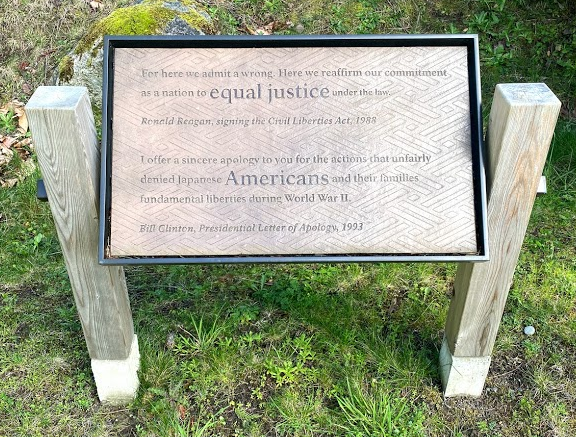 For here we admit a wrong. Here we reaffirm our commitment
as a nation to equal justice under the law.
Ronald Reagan, signing the Civil Liberties Act, 1988
I offer a sincere apology to you for the actions that unfairly
denied Japanese Americans and their families
fundamental liberties during World War II.
Bill Clinton, Presidential Letter of Apology, 1993